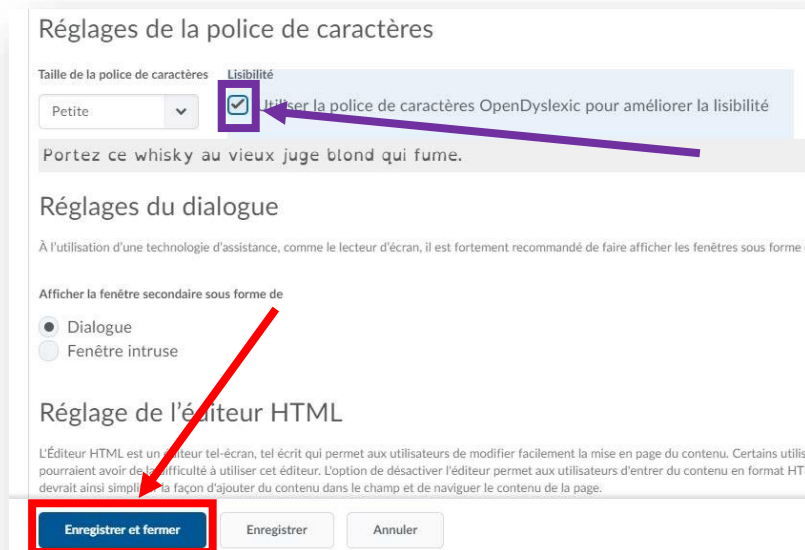 Réglages de la police de caractères
Taille de la police de caractères Lisibilité
Petite Utiliser la police de caractères OpenDyslexic pour améliorer la lisibilité
Portez ce whisky au vieux juge blond qui fume.
Réglages du dialogue
À l'utilisation d'une technologie d'assistance, comme le lecteur d'écran, il est fortement recommandé de faire afficher les fenêtres sous forme
Afficher la fenêtre secondaire sous forme de
Dialogue
Fenêtre intruse
Réglage de l'éditeur HTML
L'Éditeur HTML est un éditeur tel-écran, tel écrit qui permet aux utilisateurs de modifier facilement la mise en page du contenu. Certains utilis
pourraient avoir de la difficulté à utiliser cet éditeur. L'option de désactiver l'éditeur permet aux utilisateurs d'entrer du contenu en format HT
devrait ainsi simplifier la façon d'ajouter du contenu dans le champ et de naviguer le contenu de la page.
Enregistrer et fermer Enregistrer Annuler